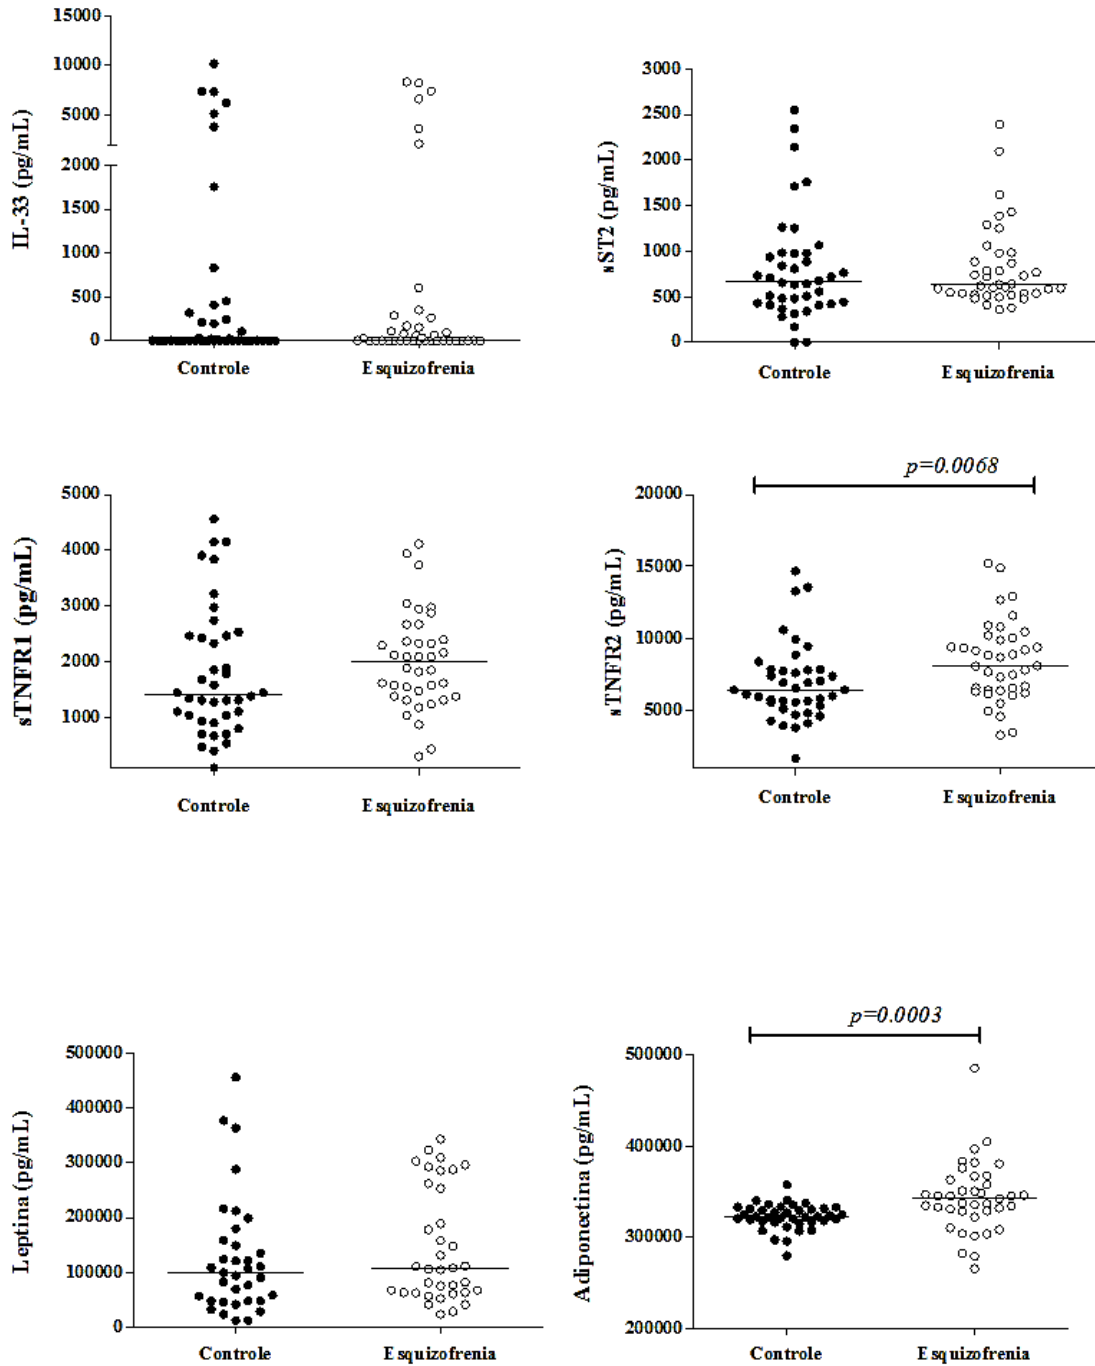 IL-33 (pg/mL)
15000
10000
5000
2000
1500
1000
500
0
Controle
Esquizofrenia
sST2 (pg/mL)
3000
2500
2000
1500
1000
500
0
Controle
Esquizofrenia
sTNFR1 (pg/mL)
5000
4000
3000
2000
1000
Controle
Esquizofrenia
p=0.0068
sTNFR2 (pg/mL)
20000
15000
10000
5000
Controle
Esquizofrenia
Leptina (pg/mL)
500000
400000
300000
200000
100000
0
Controle
Esquizofrenia
p=0.0003
Adiponectina (pg/mL)
500000
400000
300000
200000
Controle
Esquizofrenia